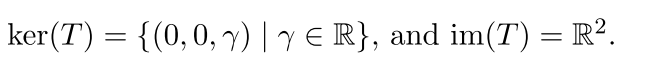 ker(T) = {(0, 0, γ) | γ ∈ ℝ}, and im(T) = ℝ².